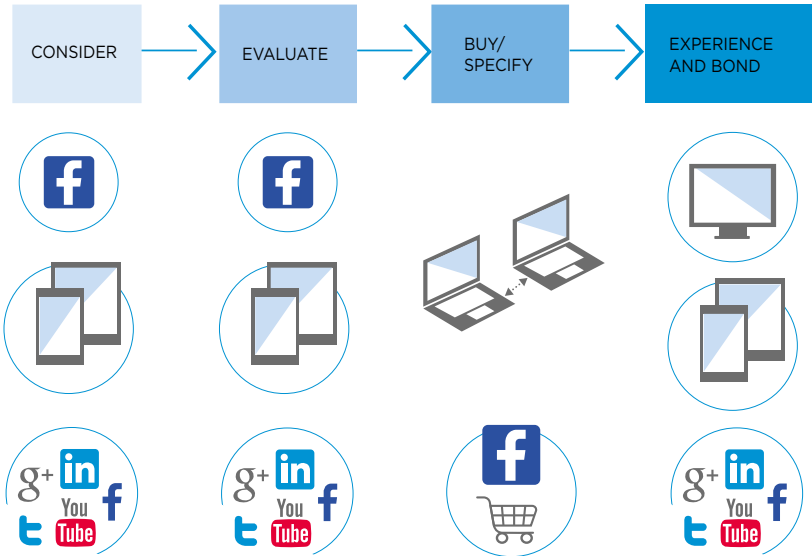 CONSIDER
EVALUATE
BUY/
SPECIFY
EXPERIENCE
AND BOND
f
f
g+
in
You
Tube
f
t
g+
in
You
Tube
f
t
f
g+
in
You
Tube
f
t